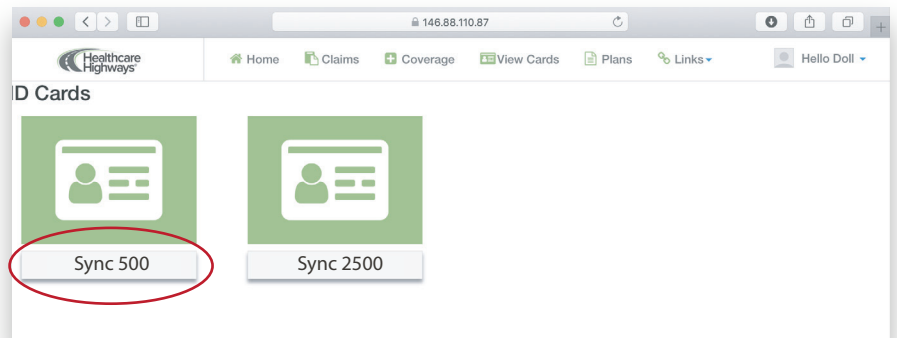 146.88.110.87
Healthcare
Highways
Home Claims Coverage View Cards Plans Links Hello Doll
ID Cards
Sync 500 Sync 2500